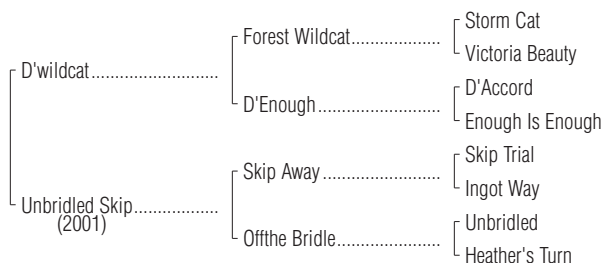 Storm Cat
Forest Wildcat....................
Victoria Beauty
D'wildcat.............................
D'Accord
D'Enough............................
Enough Is Enough
Skip Trial
Skip Away...........................
Ingot Way
Unbridled Skip...................
(2001)
Unbridled
Offthe Bridle.......................
Heather's Turn